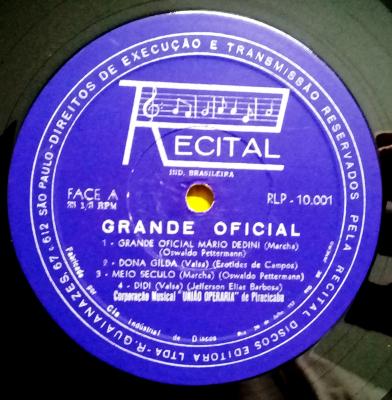 DIREITOS DE EXECUÇÃO E TRANSMISSÃO RESERVADOS PELA RECITAL DISCOS EDITORA LTDA-R.GUAIANAZES,67 612 SÃO PAULO-
RECITAL
IND. BRASILEIRA
FACE A
33 1/3 RPM
RLP - 10.001
GRANDE OFICIAL
1 - GRANDE OFICIAL MÁRIO DEDINI (Marcha)
(Oswaldo Pettermann)
2 - DONA GILDA (Valsa) (Erotides de Campos)
3 - MEIO SECULO (Marcha) (Oswaldo Pettermann)
4 - DIDI (Valsa) (Jefferson Elias Barbosa)
Corporação Musical "UNIÃO OPERARIA" de Piracicaba
Fabricado por Cia Industrial de Discos